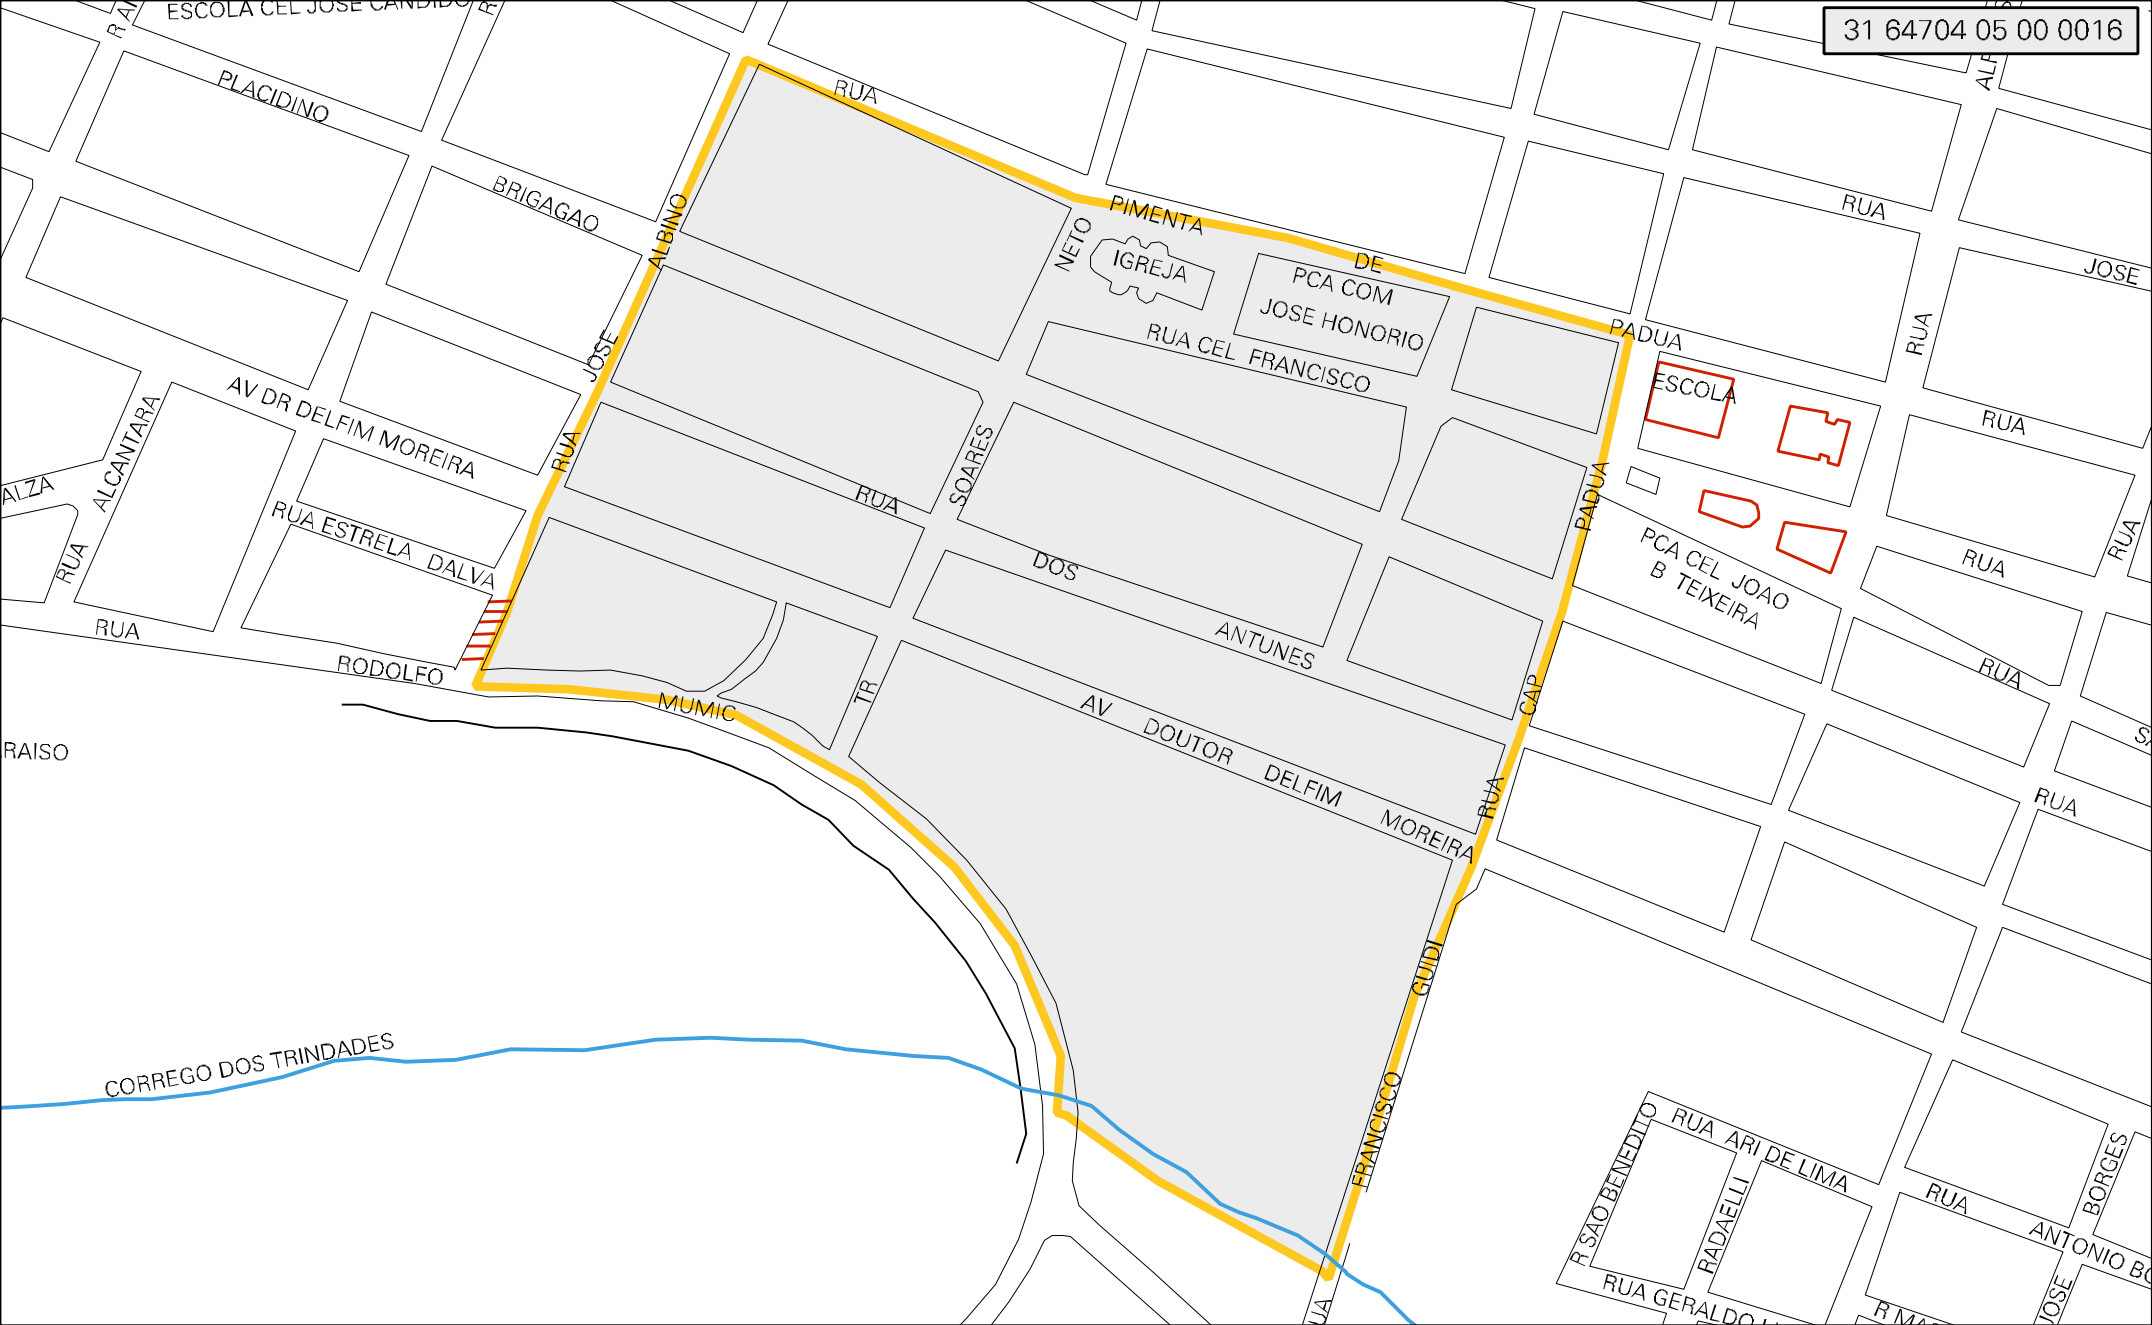 ESCOLA CEL JOSE CANDIDO
31 64704 05 00 0016
PLACIDINO
RUA
BRIGAGAO
ALBINO
JOSE
RUA
PIMENTA
DE
PADUA
NETO
IGREJA
PCA COM
JOSE HONORIO
RUA CEL FRANCISCO
RUA
JOSE
RUA
RUA
ESCOLA
AV DR DELFIM MOREIRA
ALCANTARA
RUA
RUA ESTRELA DALVA
SOARES
RUA
DOS
ANTUNES
PADUA
CAP
RUA
GUIDI
FRANCISCO
PCA CEL JOAO
B TEIXEIRA
RUA
RUA
RUA
RUA
RUA
RODOLFO
MUMIC
TR
AV DOUTOR DELFIM MOREIRA
RAISO
CORREGO DOS TRINDADES
R SAO BENEDITO
RUA ARI DE LIMA
RADAELLI
RUA GERALDO
BORGES
RUA
ANTONIO BO
JOSE